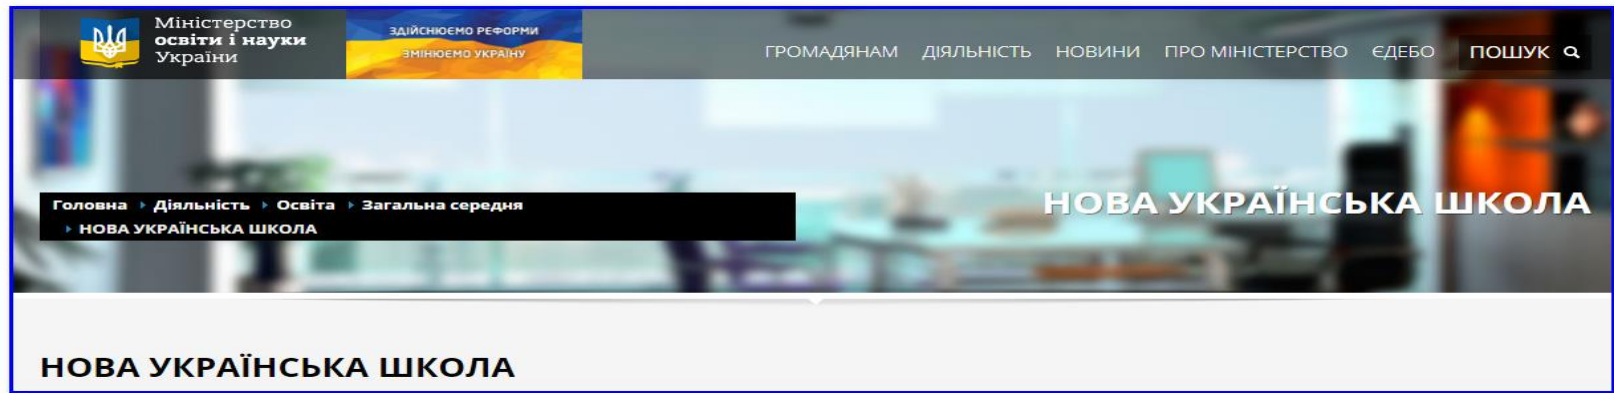 Міністерство
освіти і науки
України
ЗДІЙСНЮЄМО РЕФОРМИ
ЗМІНЮЄМО УКРАЇНУ
ГРОМАДЯНАМ ДІЯЛЬНІСТЬ НОВИНИ ПРО МІНІСТЕРСТВО ЄДЕБО ПОШУК
Головна Діяльність Освіта Загальна середня
НОВА УКРАЇНСЬКА ШКОЛА
НОВА УКРАЇНСЬКА ШКОЛА
НОВА УКРАЇНСЬКА ШКОЛА